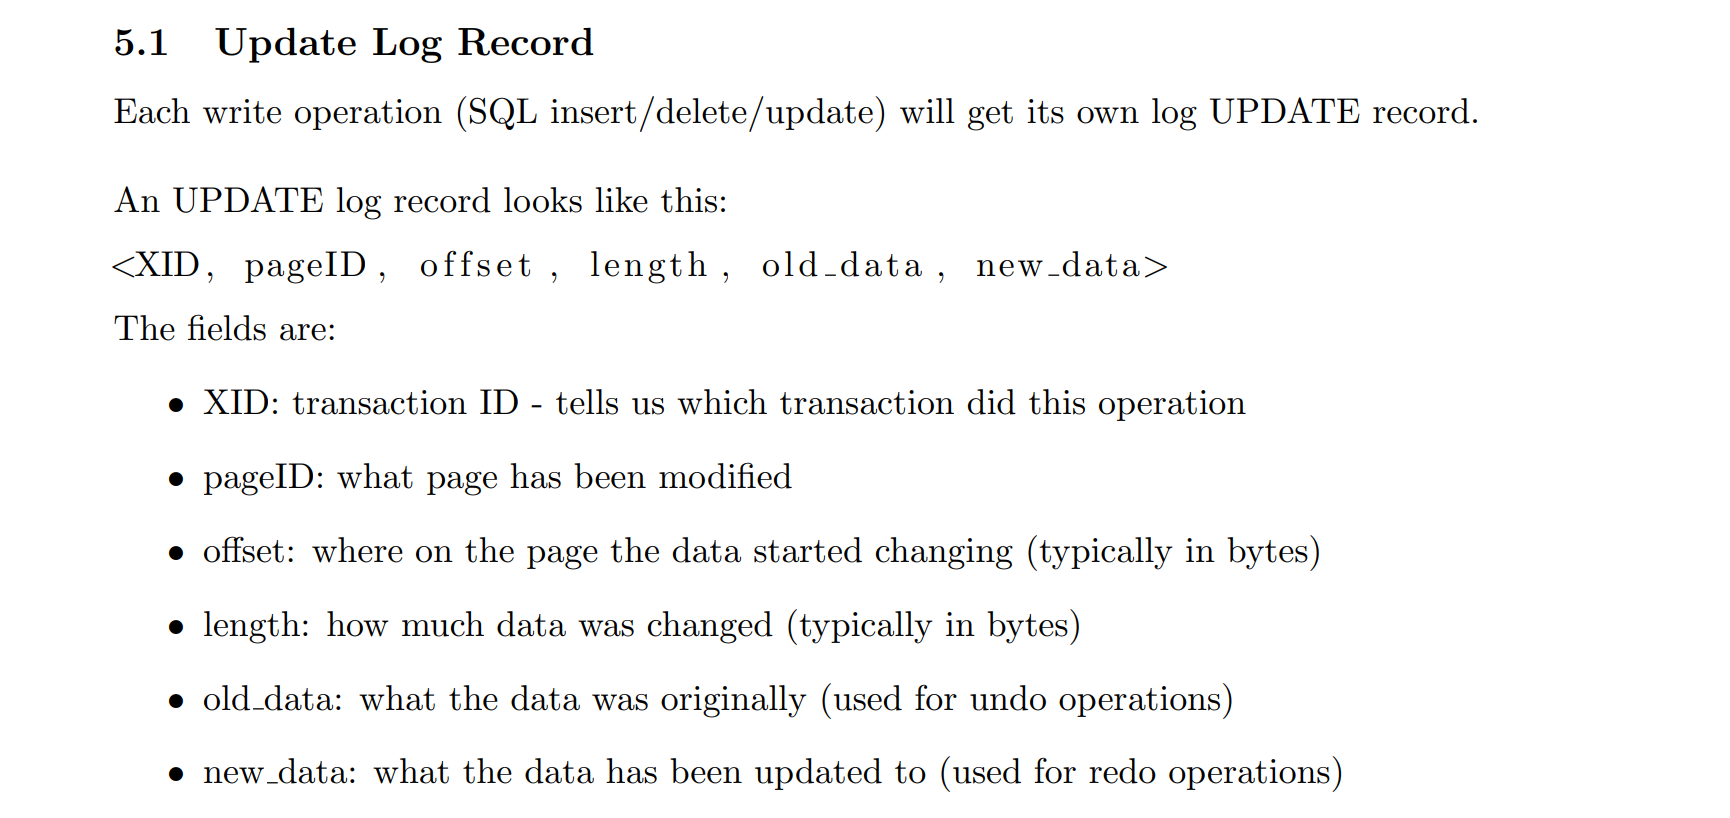 5.1 Update Log Record
Each write operation (SQL insert/delete/update) will get its own log UPDATE record.
An UPDATE log record looks like this:
<XID, pageID, offset, length, old_data, new_data>
The fields are:
• XID: transaction ID - tells us which transaction did this operation
• pageID: what page has been modified
• offset: where on the page the data started changing (typically in bytes)
• length: how much data was changed (typically in bytes)
• old_data: what the data was originally (used for undo operations)
• new_data: what the data has been updated to (used for redo operations)